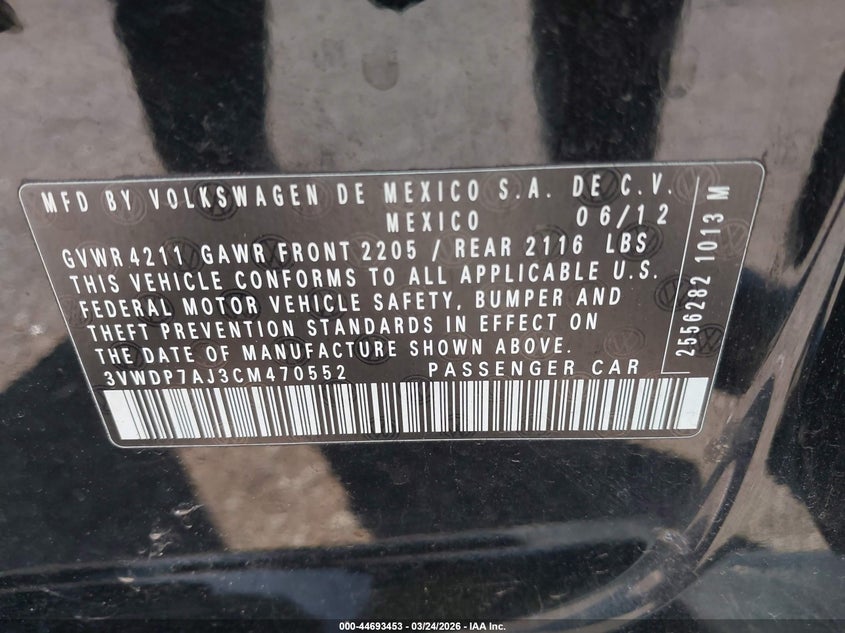 MFD BY VOLKSWAGEN DE MEXICO S.A. DE C.V.
MEXICO 06/12
GVWR 4211 GAWR FRONT 2205 / REAR 2116 LBS
THIS VEHICLE CONFORMS TO ALL APPLICABLE U.S.
FEDERAL MOTOR VEHICLE SAFETY, BUMPER AND
THEFT PREVENTION STANDARDS IN EFFECT ON
THE DATE OF MANUFACTURE SHOWN ABOVE.
3VWDP7AJ3CM470552 PASSENGER CAR
2556282 1013 M
000-44693453 - 03/24/2026 - IAA Inc.